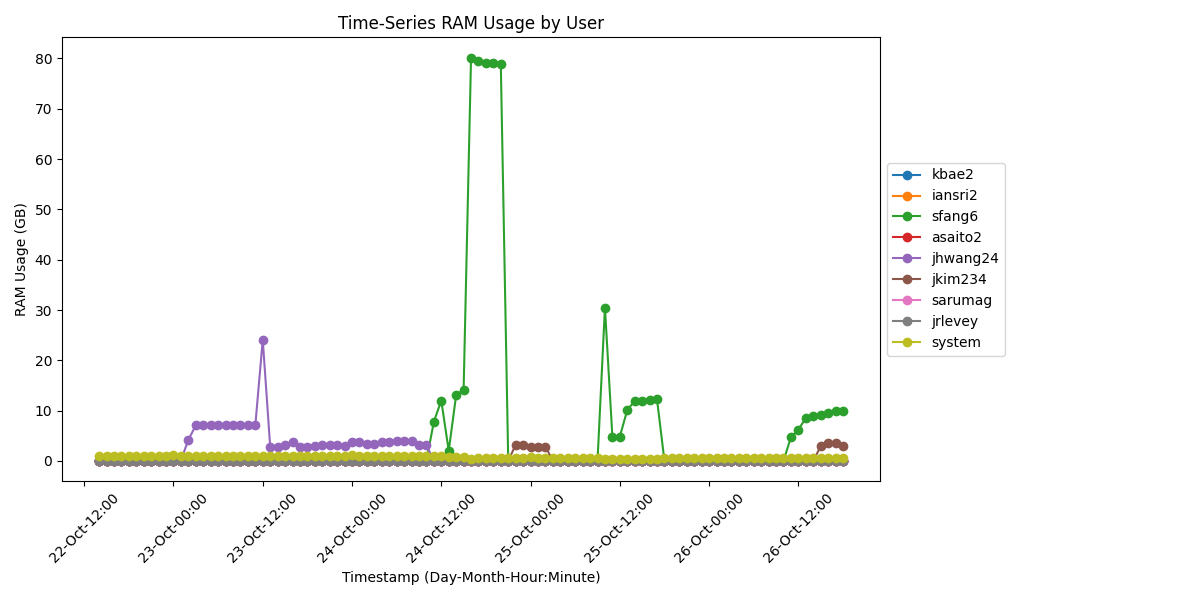 Time-Series RAM Usage by User
RAM Usage (GB)
80
70
60
50
40
30
20
10
0
22-Oct-12:00
23-Oct-00:00
23-Oct-12:00
24-Oct-00:00
24-Oct-12:00
25-Oct-00:00
25-Oct-12:00
26-Oct-00:00
26-Oct-12:00
Timestamp (Day-Month-Hour:Minute)
kbae2
iansri2
sfang6
asaito2
jhwang24
jkim234
sarumag
jrlevey
system